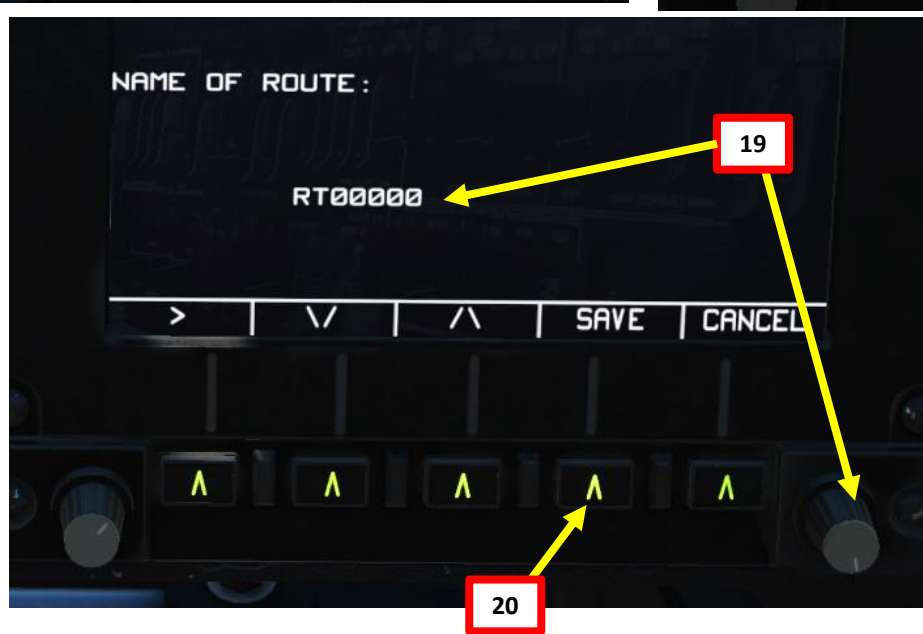 NAME OF ROUTE:
19
RT00000
> \/ /\ SAVE CANCEL
Λ Λ Λ Λ Λ
20